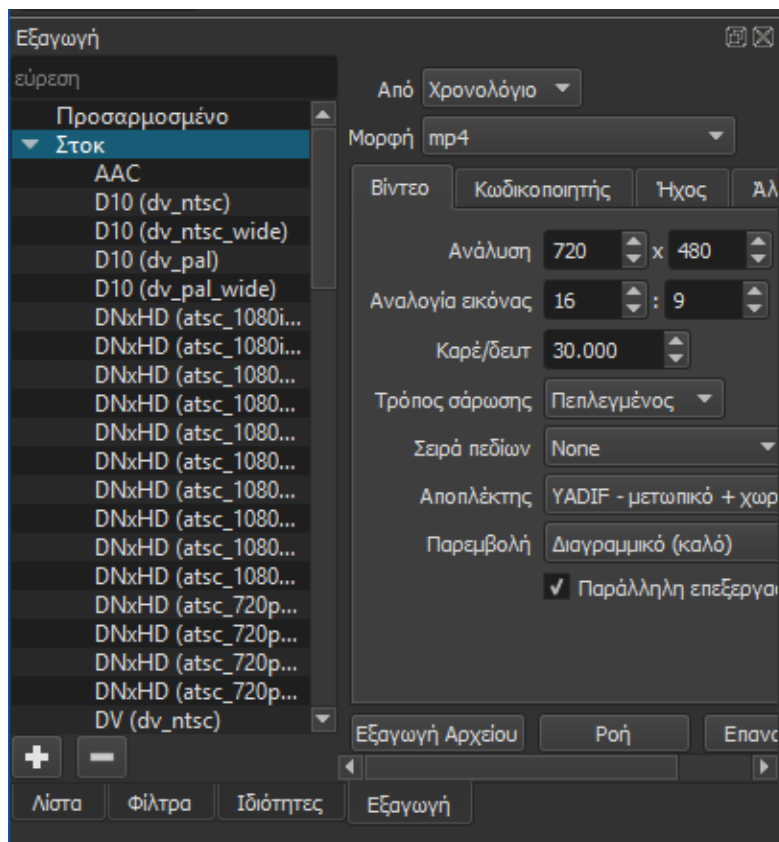 Εξαγωγή
εύρεση
Προσαρμοσμένο
Στοκ
AAC
D10 (dv_ntsc)
D10 (dv_ntsc_wide)
D10 (dv_pal)
D10 (dv_pal_wide)
DNxHD (atsc_1080i...
DNxHD (atsc_1080i...
DNxHD (atsc_1080...
DNxHD (atsc_1080...
DNxHD (atsc_1080...
DNxHD (atsc_1080...
DNxHD (atsc_1080...
DNxHD (atsc_1080...
DNxHD (atsc_1080...
DNxHD (atsc_1080...
DNxHD (atsc_720p...
DNxHD (atsc_720p...
DNxHD (atsc_720p...
DNxHD (atsc_720p...
DV (dv_ntsc)
Από Χρονολόγιο
Μορφή mp4
Βίντεο Κωδικοποιητής Ήχος Άλ
Ανάλυση 720 x 480
Αναλογία εικόνας 16 : 9
Καρέ/δευτ 30.000
Τρόπος σάρωσης Πεπλεγμένος
Σειρά πεδίων None
Αποπλέκτης YADIF - μετωπικό + χωρ
Παρεμβολή Διαγραμμικό (καλό)
Παράλληλη επεξεργασ
Εξαγωγή Αρχείου Ροή Επανα
Λίστα Φίλτρα Ιδιότητες Εξαγωγή